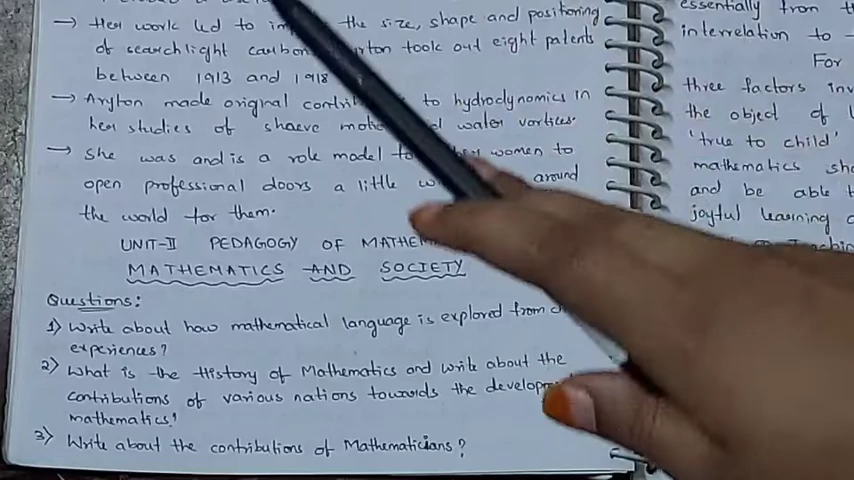 → Her work led to the size, shape and positioning
of searchlight carbon took out eight patents
between 1913 and 1918
→ Aryton made original to hydrodynamics in
her studies of water vortices.
→ She was and is a role model women to
open professional doors a little around
the world for them.
UNIT-II PEDAGOGY OF
MATHEMATICS AND SOCIETY
Questions:
1) Write about how mathematical language is explored from
experiences?
2) What is the History of Mathematics and write about the
contributions of various nations towards the
mathematics?
3) Write about the contributions of Mathematicians?
essentially from
interrelation to
For
three factors
the object of
'true to child'
mathematics
and be able
joyful learning